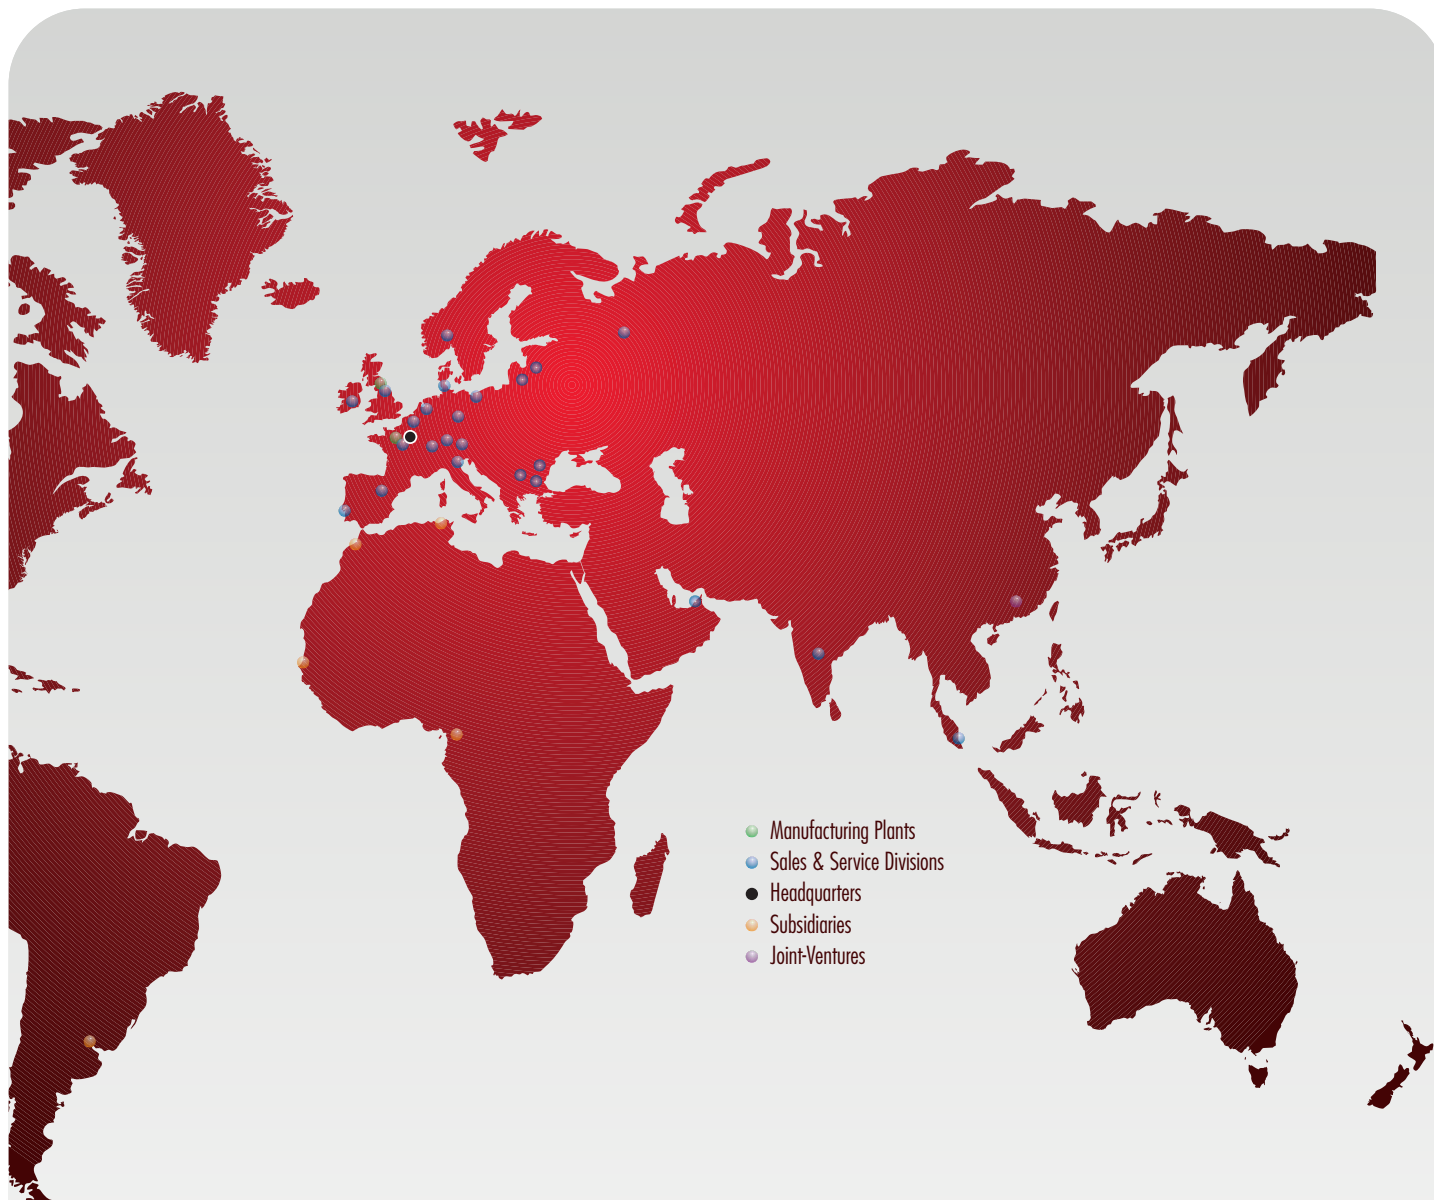 Manufacturing Plants
Sales & Service Divisions
Headquarters
Subsidiaries
Joint-Ventures